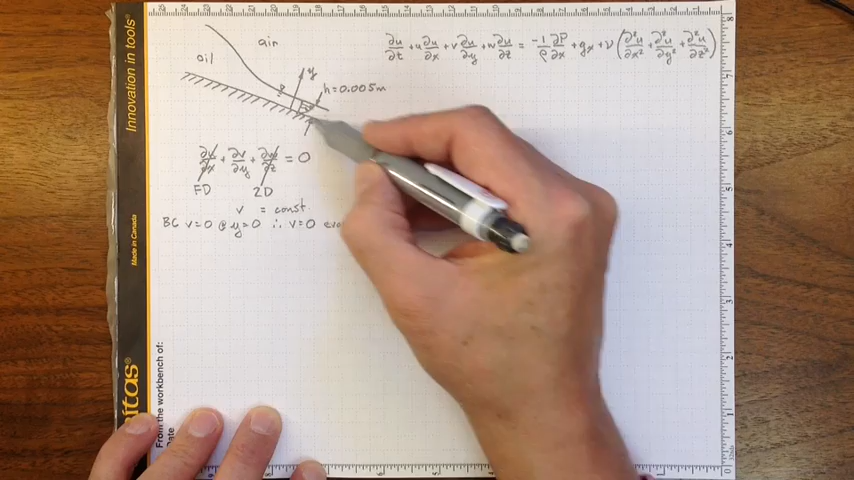 air
oil
y
h=0.005m
∂u/∂t + u ∂u/∂x + v ∂u/∂y + w ∂u/∂z = -1/ρ ∂P/∂x + gx + ν(∂²u/∂x² + ∂²u/∂y² + ∂²u/∂z²)
∂u/∂x + ∂v/∂y + ∂w/∂z = 0
FD 2D
v = const.
BC v=0 @ y=0 ∴ v=0
Innovation in tools
Made in Canada
From the workbench of:
Date